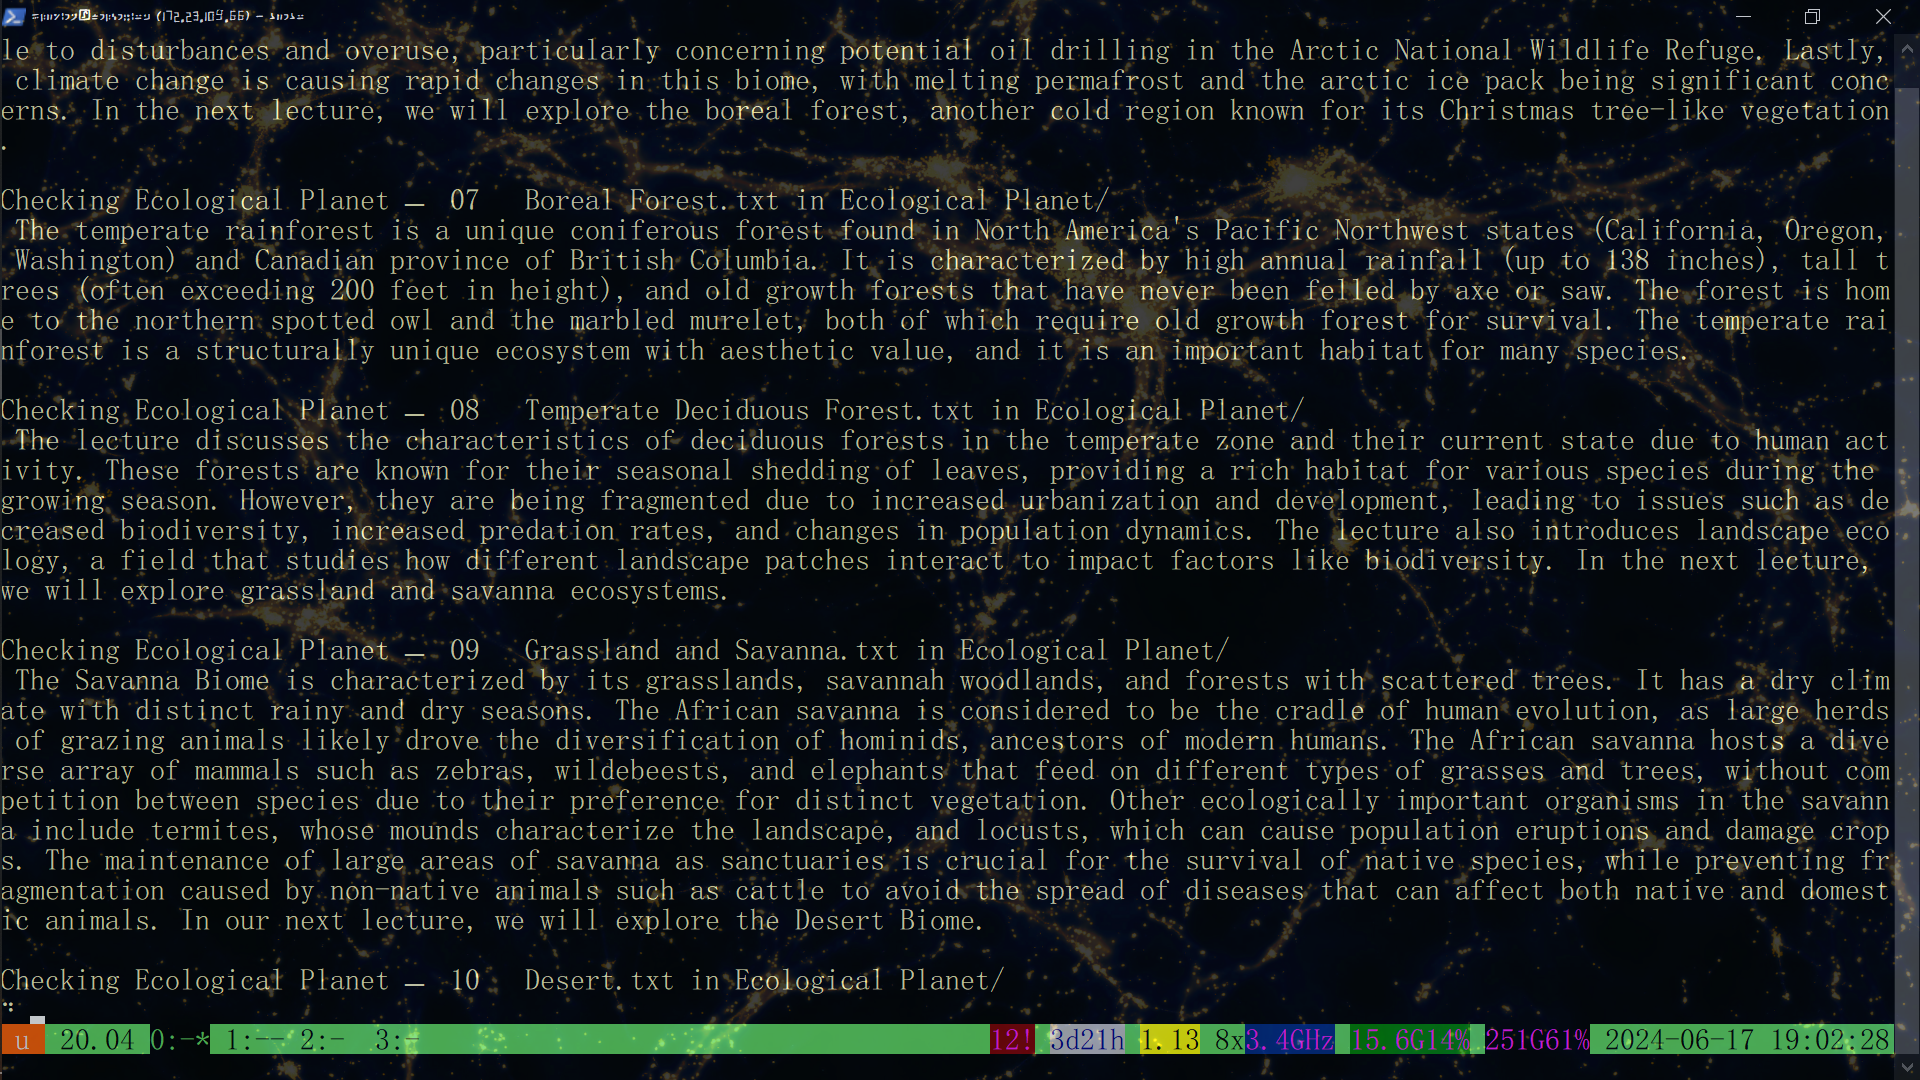 (172.23.109.66)
le to disturbances and overuse, particularly concerning potential oil drilling in the Arctic National Wildlife Refuge. Lastly,
climate change is causing rapid changes in this biome, with melting permafrost and the arctic ice pack being significant conc
erns. In the next lecture, we will explore the boreal forest, another cold region known for its Christmas tree-like vegetation
.
Checking Ecological Planet – 07 Boreal Forest.txt in Ecological Planet/
The temperate rainforest is a unique coniferous forest found in North America's Pacific Northwest states (California, Oregon,
Washington) and Canadian province of British Columbia. It is characterized by high annual rainfall (up to 138 inches), tall t
rees (often exceeding 200 feet in height), and old growth forests that have never been felled by axe or saw. The forest is hom
e to the northern spotted owl and the marbled murelet, both of which require old growth forest for survival. The temperate rai
nforest is a structurally unique ecosystem with aesthetic value, and it is an important habitat for many species.
Checking Ecological Planet – 08 Temperate Deciduous Forest.txt in Ecological Planet/
The lecture discusses the characteristics of deciduous forests in the temperate zone and their current state due to human act
ivity. These forests are known for their seasonal shedding of leaves, providing a rich habitat for various species during the
growing season. However, they are being fragmented due to increased urbanization and development, leading to issues such as de
creased biodiversity, increased predation rates, and changes in population dynamics. The lecture also introduces landscape eco
logy, a field that studies how different landscape patches interact to impact factors like biodiversity. In the next lecture,
we will explore grassland and savanna ecosystems.
Checking Ecological Planet – 09 Grassland and Savanna.txt in Ecological Planet/
The Savanna Biome is characterized by its grasslands, savannah woodlands, and forests with scattered trees. It has a dry clim
ate with distinct rainy and dry seasons. The African savanna is considered to be the cradle of human evolution, as large herds
of grazing animals likely drove the diversification of hominids, ancestors of modern humans. The African savanna hosts a dive
rse array of mammals such as zebras, wildebeests, and elephants that feed on different types of grasses and trees, without com
petition between species due to their preference for distinct vegetation. Other ecologically important organisms in the savann
a include termites, whose mounds characterize the landscape, and locusts, which can cause population eruptions and damage crop
s. The maintenance of large areas of savanna as sanctuaries is crucial for the survival of native species, while preventing fr
agmentation caused by non-native animals such as cattle to avoid the spread of diseases that can affect both native and domest
ic animals. In our next lecture, we will explore the Desert Biome.
Checking Ecological Planet – 10 Desert.txt in Ecological Planet/
u 20.04 0:-* 1:-- 2:- 3:- 12! 3d21h 1.13 8x3.4GHz 15.6G14% 251G61% 2024-06-17 19:02:28